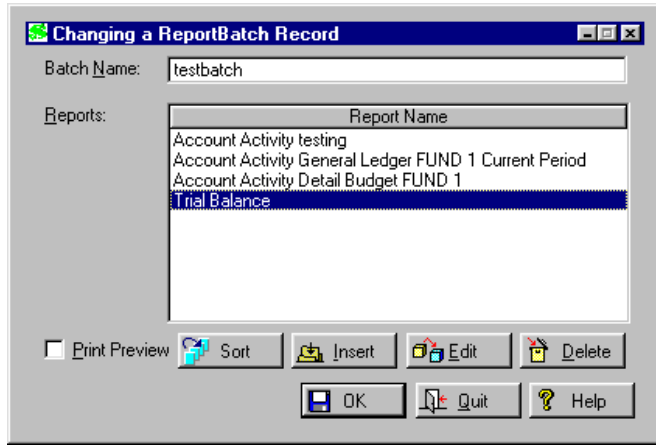 Changing a ReportBatch Record
Batch Name: testbatch
Reports:
Report Name
Account Activity testing
Account Activity General Ledger FUND 1 Current Period
Account Activity Detail Budget FUND 1
Trial Balance
Print Preview Sort Insert Edit Delete
OK Quit Help